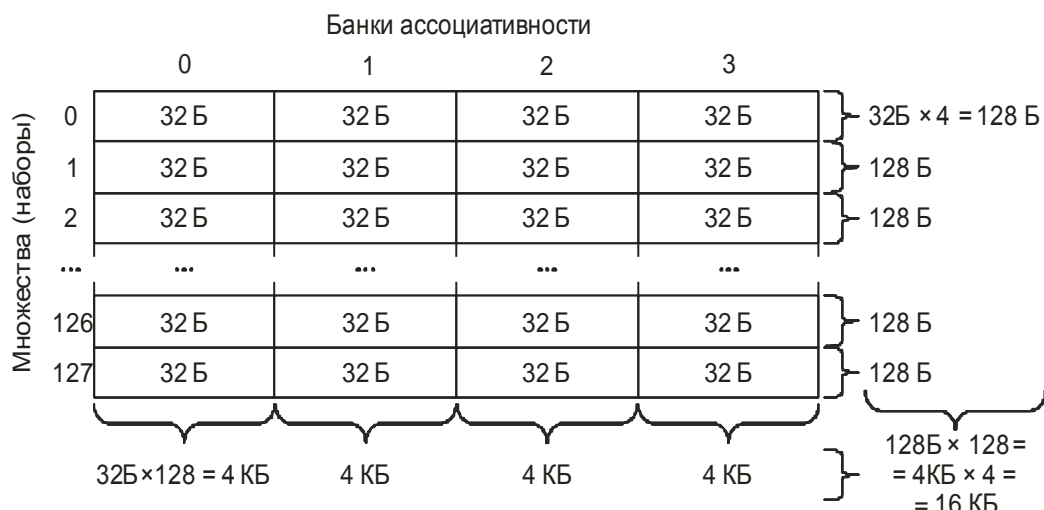 Банки ассоциативности
0 1 2 3
Множества (наборы)
0 32 Б 32 Б 32 Б 32 Б 32Б × 4 = 128 Б
1 32 Б 32 Б 32 Б 32 Б 128 Б
2 32 Б 32 Б 32 Б 32 Б 128 Б
... ... ... ... ...
126 32 Б 32 Б 32 Б 32 Б 128 Б
127 32 Б 32 Б 32 Б 32 Б 128 Б
32Б×128 = 4 КБ 4 КБ 4 КБ 4 КБ
128Б × 128 =
= 4КБ × 4 =
= 16 КБ